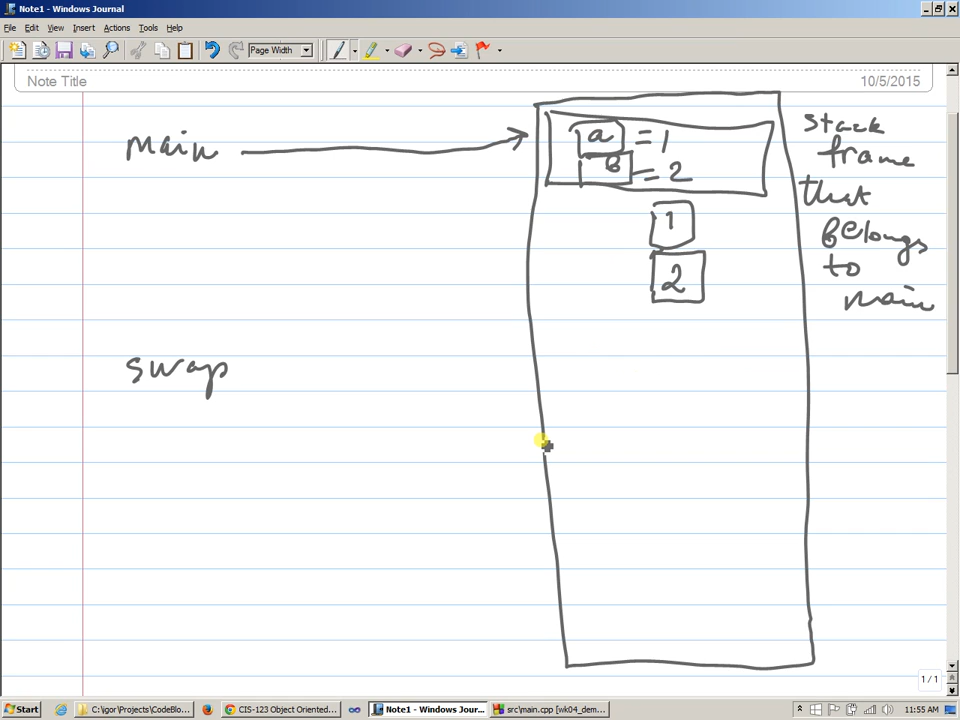 Note1 - Windows Journal
File Edit View Insert Actions Tools Help
Page Width
Note Title 10/5/2015
main
a = 1
B = 2
1
2
stack
frame
that
belongs
to
main
swap
1 / 1
Start C:\igor\Projects\CodeBlo... CIS-123 Object Oriented... Note1 - Windows Jour... src\main.cpp [wk04_dem... 11:55 AM